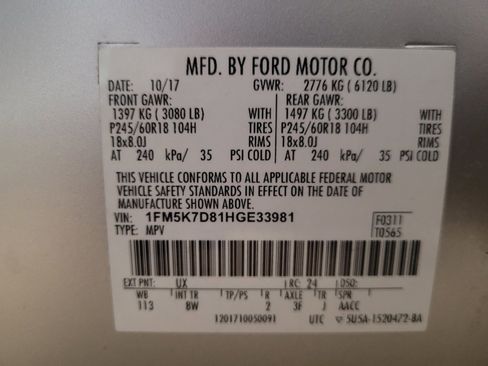 MFD. BY FORD MOTOR CO.
DATE: 10/17 GVWR: 2776 KG ( 6120 LB)
FRONT GAWR: REAR GAWR:
1397 KG ( 3080 LB) WITH 1497 KG ( 3300 LB) WITH
P245/60R18 104H TIRES P245/60R18 104H TIRES
18x8.0J RIMS 18x8.0J RIMS
AT 240 kPa/ 35 PSI COLD AT 240 kPa/ 35 PSI COLD
THIS VEHICLE CONFORMS TO ALL APPLICABLE FEDERAL MOTOR
VEHICLE SAFETY STANDARDS IN EFFECT ON THE DATE OF
MANUFACTURE SHOWN ABOVE.
VIN: 1FM5K7D81HGE33981 F0311
TYPE: MPV T0565
EXT PNT: UX RC: 24 DSO:
WB INT TR TP/PS R AXLE TR SPR
113 8W 2 3F J AACC
1201710050091 UTC 5U5A-1520472-BA